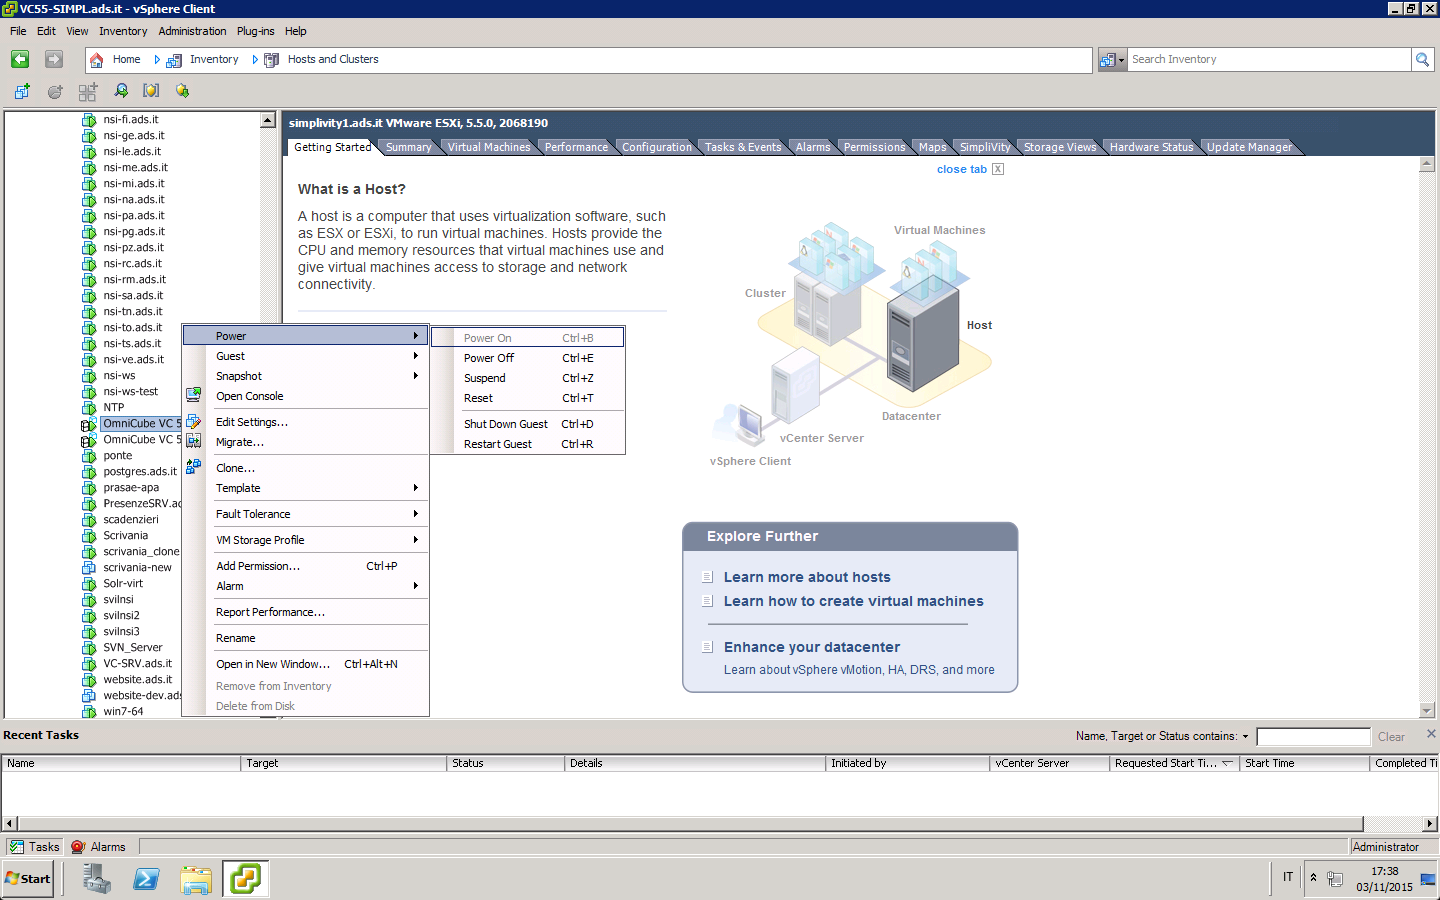 VC55-SIMPL.ads.it - vSphere Client
File Edit View Inventory Administration Plug-ins Help
Home Inventory Hosts and Clusters
Search Inventory
nsi-fi.ads.it
nsi-ge.ads.it
nsi-le.ads.it
nsi-me.ads.it
nsi-mi.ads.it
nsi-na.ads.it
nsi-pa.ads.it
nsi-pg.ads.it
nsi-pz.ads.it
nsi-rc.ads.it
nsi-rm.ads.it
nsi-sa.ads.it
nsi-tn.ads.it
nsi-to.ads.it
nsi-ts.ads.it
nsi-ve.ads.it
nsi-ws
nsi-ws-test
NTP
OmniCube VC 5
OmniCube VC 5
ponte
postgres.ads.it
prasae-apa
PresenzeSRV.ad
scadenzieri
Scrivania
scrivania_clone
scrivania-new
Solr-virt
svilnsi
svilnsi2
svilnsi3
SVN_Server
VC-SRV.ads.it
website.ads.it
website-dev.ads
win7-64
Power
Guest
Snapshot
Open Console
Edit Settings...
Migrate...
Clone...
Template
Fault Tolerance
VM Storage Profile
Add Permission... Ctrl+P
Alarm
Report Performance...
Rename
Open in New Window... Ctrl+Alt+N
Remove from Inventory
Delete from Disk
Power On Ctrl+B
Power Off Ctrl+E
Suspend Ctrl+Z
Reset Ctrl+T
Shut Down Guest Ctrl+D
Restart Guest Ctrl+R
simplivity1.ads.it VMware ESXi, 5.5.0, 2068190
Getting Started Summary Virtual Machines Performance Configuration Tasks & Events Alarms Permissions Maps SimpliVity Storage Views Hardware Status Update Manager
close tab X
What is a Host?
A host is a computer that uses virtualization software, such
as ESX or ESXi, to run virtual machines. Hosts provide the
CPU and memory resources that virtual machines use and
give virtual machines access to storage and network
connectivity.
Virtual Machines
Cluster
Host
Datacenter
vCenter Server
vSphere Client
Explore Further
Learn more about hosts
Learn how to create virtual machines
Enhance your datacenter
Learn about vSphere vMotion, HA, DRS, and more
Recent Tasks
Name, Target or Status contains: Clear
Name Target Status Details Initiated by vCenter Server Requested Start Ti... Start Time Completed Ti
Tasks Alarms
Administrator
Start
IT
17:38
03/11/2015